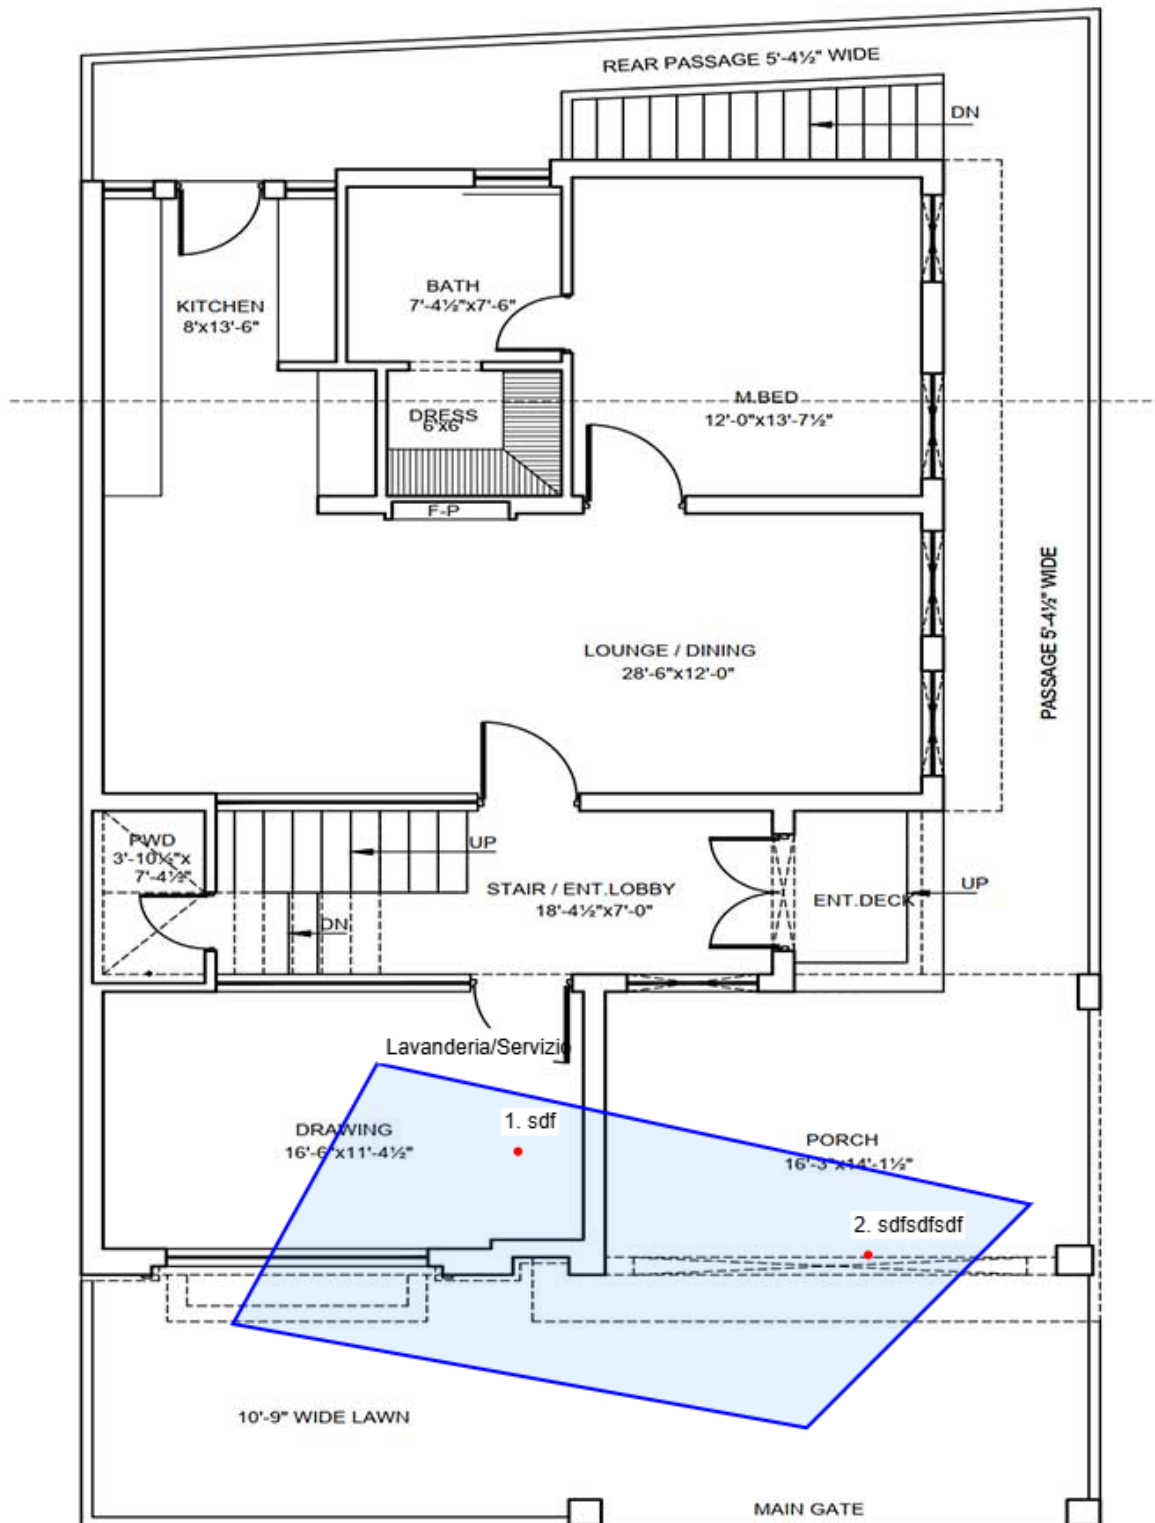 REAR PASSAGE 5'-4½" WIDE
DN
BATH
7'-4½"x7'-6"
KITCHEN
8'x13'-6"
M.BED
12'-0"x13'-7½"
DRESS
6'x6'
F-P
PASSAGE 5'-4½" WIDE
LOUNGE / DINING
28'-6"x12'-0"
PWD
3'-10½"x
7'-4½"
UP
STAIR / ENT.LOBBY
18'-4½"x7'-0"
UP
ENT.DECK
DN
Lavanderia/Servizio
1. sdf
DRAWING
16'-6"x11'-4½"
PORCH
16'-3"x14'-1½"
2. sdfsdfsdf
10'-9" WIDE LAWN
MAIN GATE